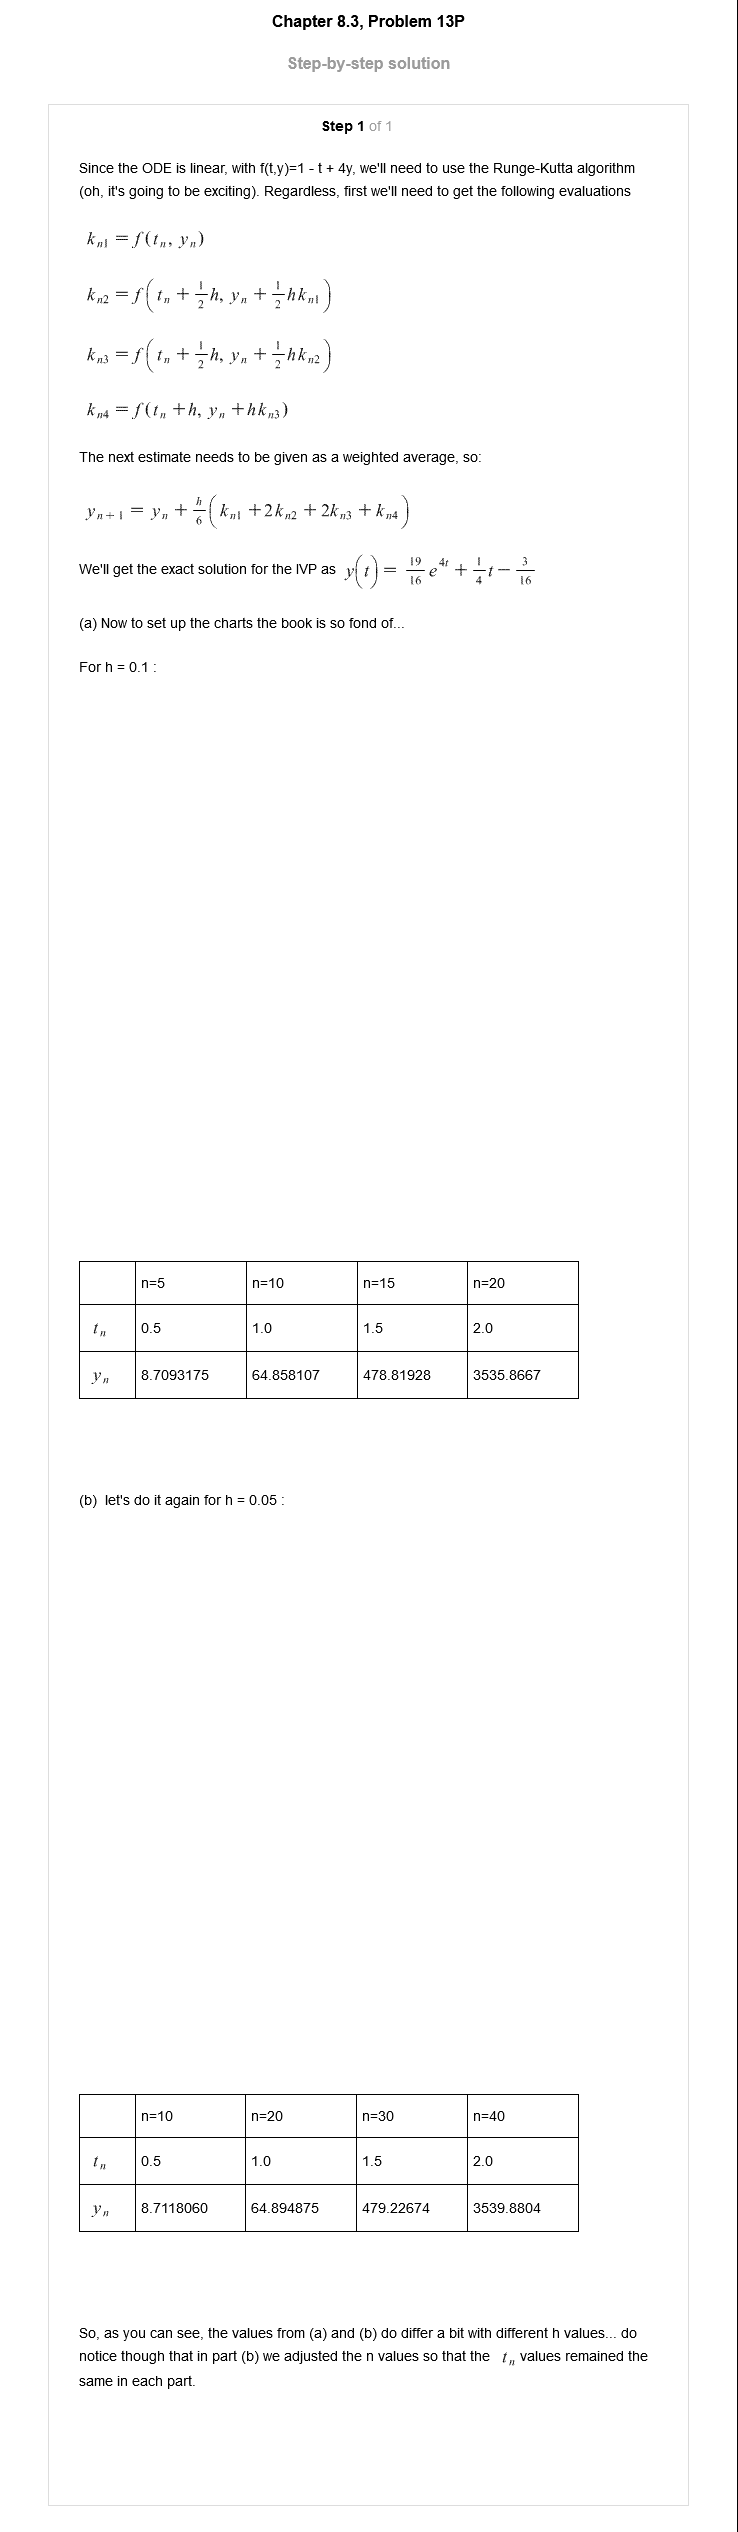 Chapter 8.3, Problem 13P
Step-by-step solution
Step 1 of 1
Since the ODE is linear, with f(t,y)=1 - t + 4y, we'll need to use the Runge-Kutta algorithm
(oh, it's going to be exciting). Regardless, first we'll need to get the following evaluations
k_{n1} = f(t_n, y_n)
k_{n2} = f(t_n + \frac{1}{2}h, y_n + \frac{1}{2}hk_{n1})
k_{n3} = f(t_n + \frac{1}{2}h, y_n + \frac{1}{2}hk_{n2})
k_{n4} = f(t_n + h, y_n + hk_{n3})
The next estimate needs to be given as a weighted average, so:
y_{n+1} = y_n + \frac{h}{6}(k_{n1} + 2k_{n2} + 2k_{n3} + k_{n4})
We'll get the exact solution for the IVP as y(t) = \frac{19}{16}e^{4t} + \frac{1}{4}t - \frac{3}{16}
(a) Now to set up the charts the book is so fond of...
For h = 0.1 :
n=5 n=10 n=15 n=20
t_n 0.5 1.0 1.5 2.0
y_n 8.7093175 64.858107 478.81928 3535.8667
(b) let's do it again for h = 0.05 :
n=10 n=20 n=30 n=40
t_n 0.5 1.0 1.5 2.0
y_n 8.7118060 64.894875 479.22674 3539.8804
So, as you can see, the values from (a) and (b) do differ a bit with different h values... do
notice though that in part (b) we adjusted the n values so that the t_n values remained the
same in each part.